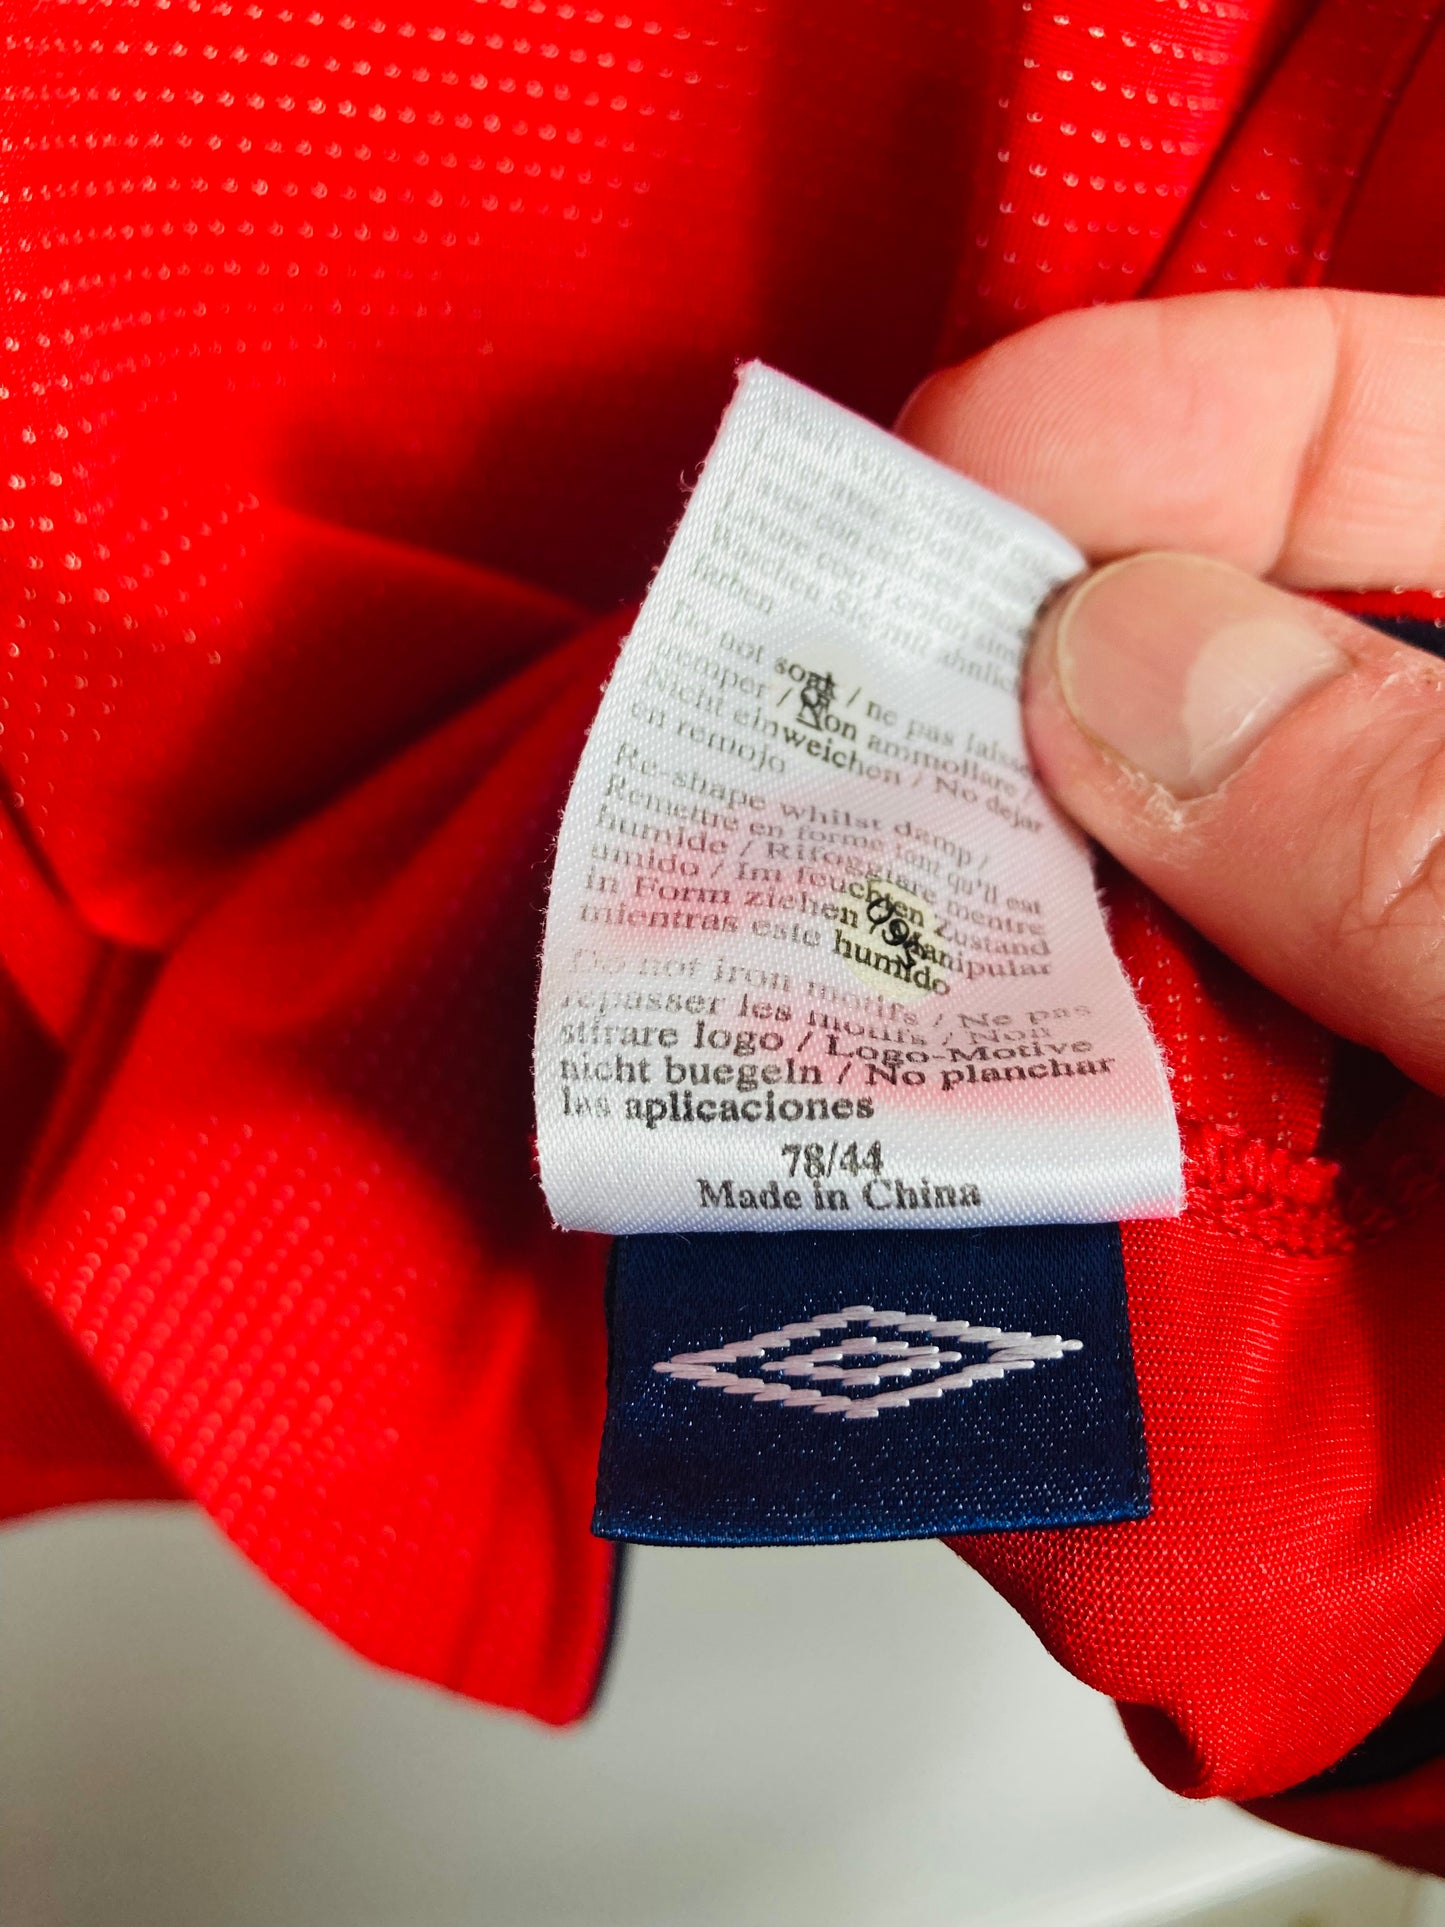 Wash with
Do not soak / ne pas laisser
tremper / Non ammollare /
Nicht einweichen / No dejar
en remojo
Re-shape whilst damp /
Remettre en forme tant qu'il est
humide / Rifoggiare mentre
umido / Im feuchten Zustand
in Form ziehen / Manipular
mientras este humido
Do not iron motifs / Ne pas
repasser les motifs / Non
stirare logo / Logo-Motive
nicht buegeln / No planchar
las aplicaciones
78/44
Made in China